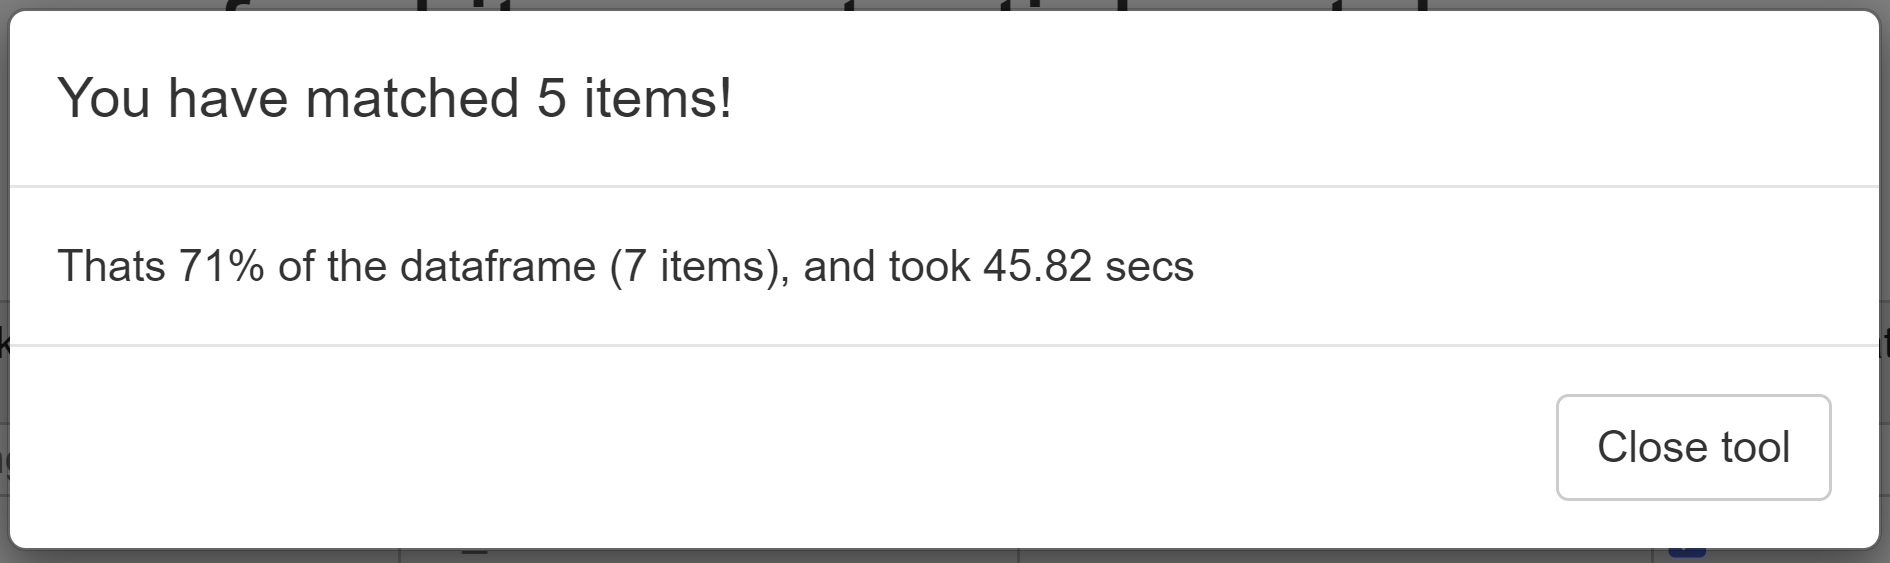 You have matched 5 items!
Thats 71% of the dataframe (7 items), and took 45.82 secs
Close tool